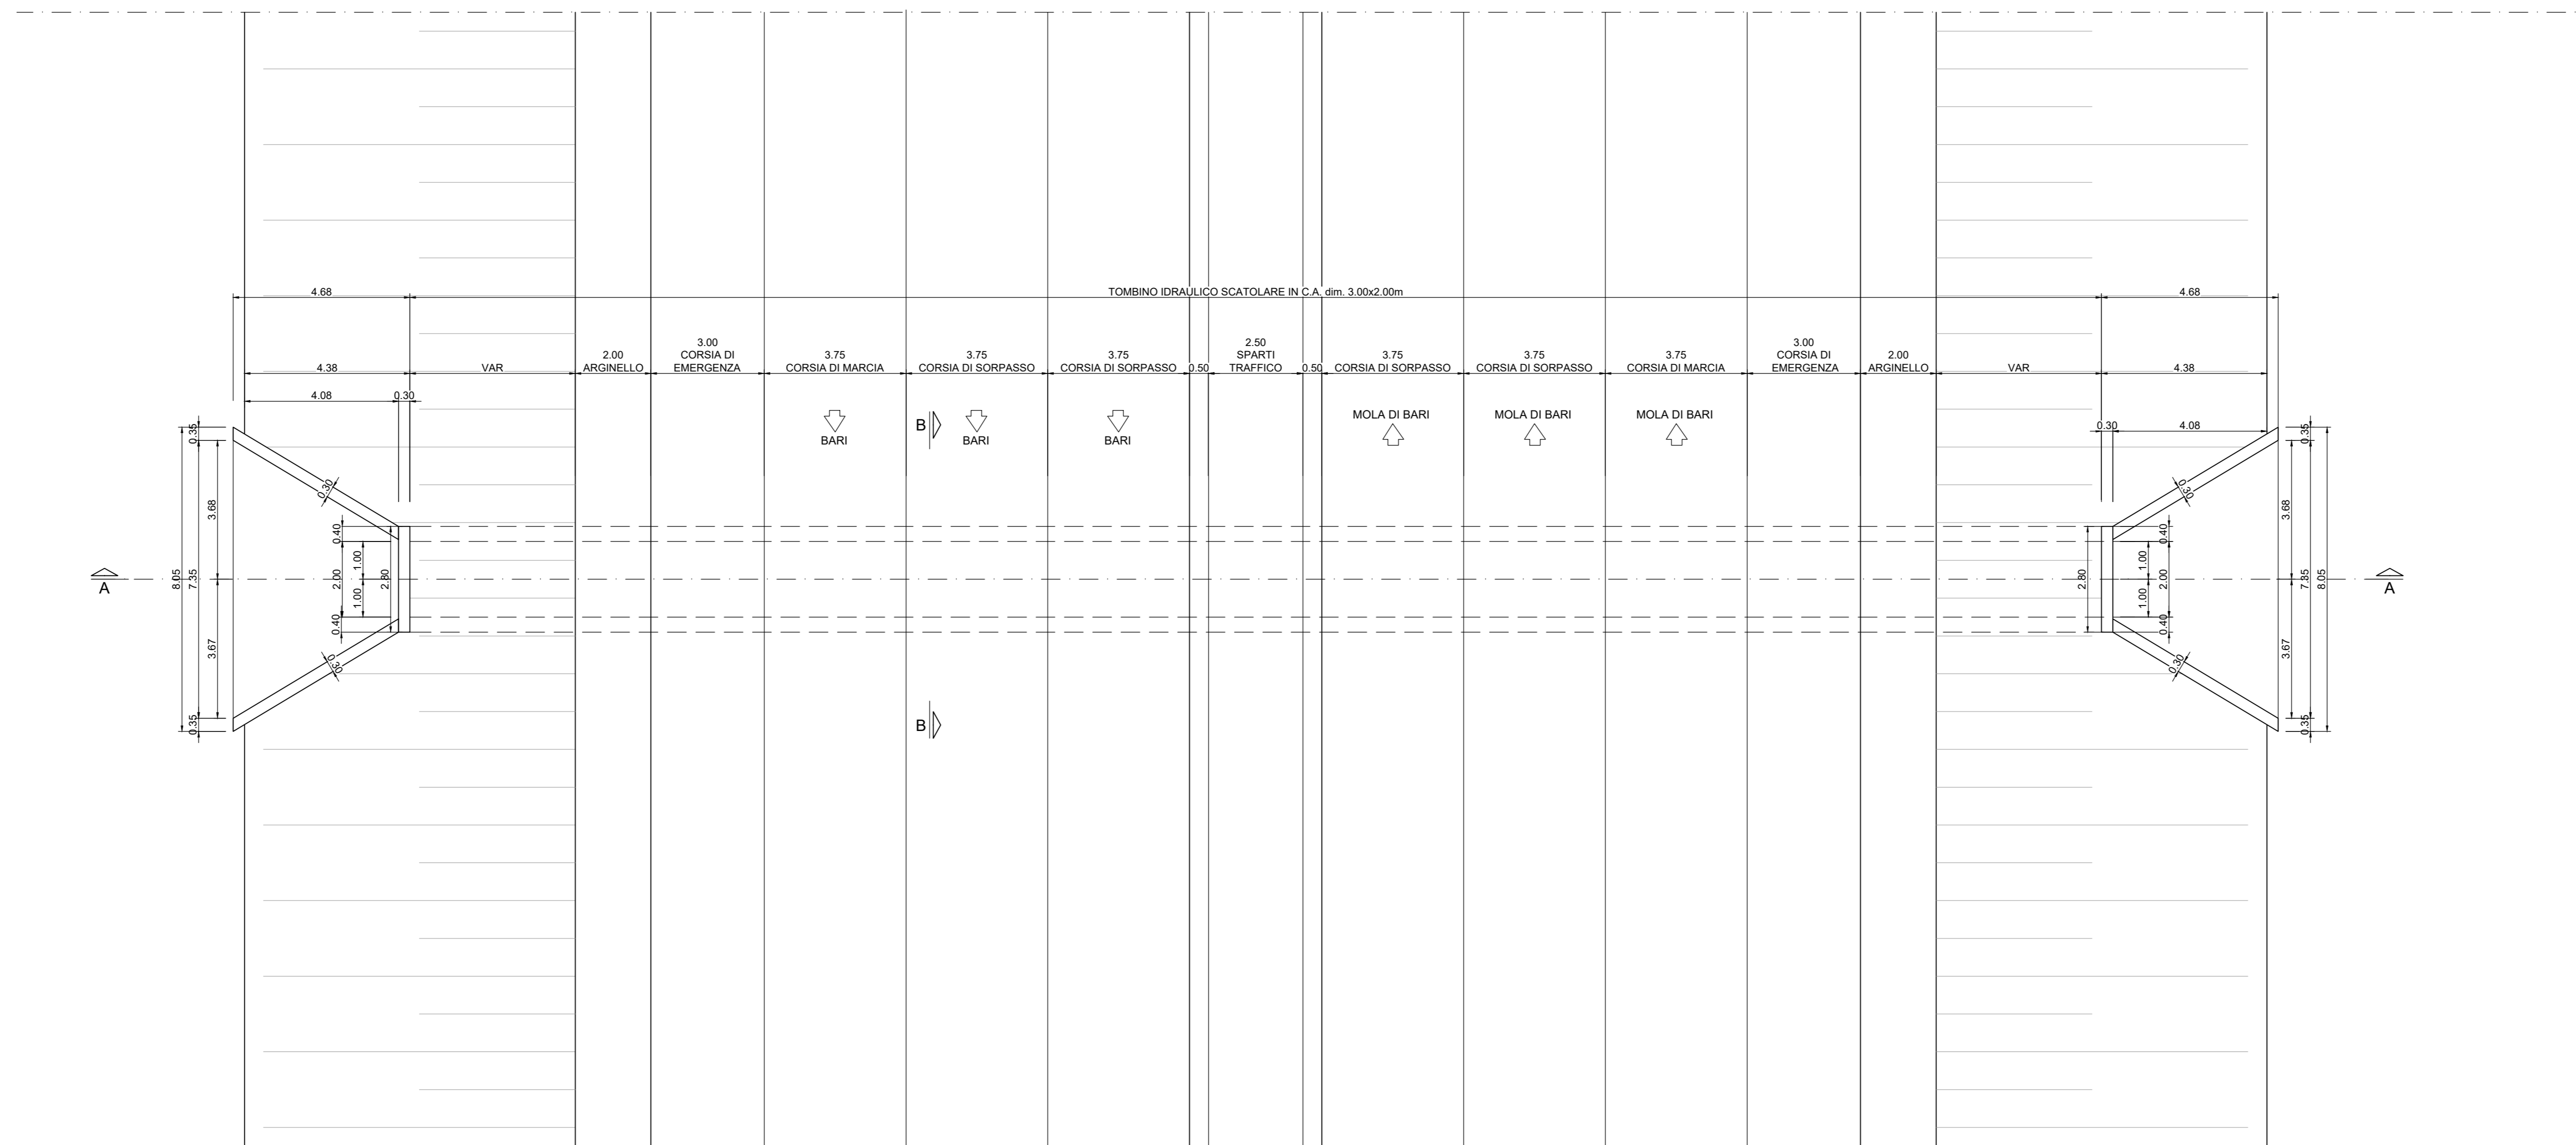 4.68
TOMBINO IDRAULICO SCATOLARE IN C.A. dim. 3.00x2.00m
4.68
4.38
VAR
2.00
ARGINELLO
3.00
CORSIA DI
EMERGENZA
3.75
CORSIA DI MARCIA
3.75
CORSIA DI SORPASSO
3.75
CORSIA DI SORPASSO
0.50
2.50
SPARTI
TRAFFICO
0.50
3.75
CORSIA DI SORPASSO
3.75
CORSIA DI SORPASSO
3.75
CORSIA DI MARCIA
3.00
CORSIA DI
EMERGENZA
2.00
ARGINELLO
VAR
4.38
4.08
0.30
0.30
4.08
BARI
B
BARI
BARI
MOLA DI BARI
MOLA DI BARI
MOLA DI BARI
0.35
0.30
3.68
0.40
1.00
8.05
7.35
2.00
2.80
1.00
0.40
3.67
0.30
0.35
A
B
0.35
0.30
3.68
0.40
1.00
2.80
2.00
7.35
8.05
1.00
0.40
3.67
0.30
0.35
A